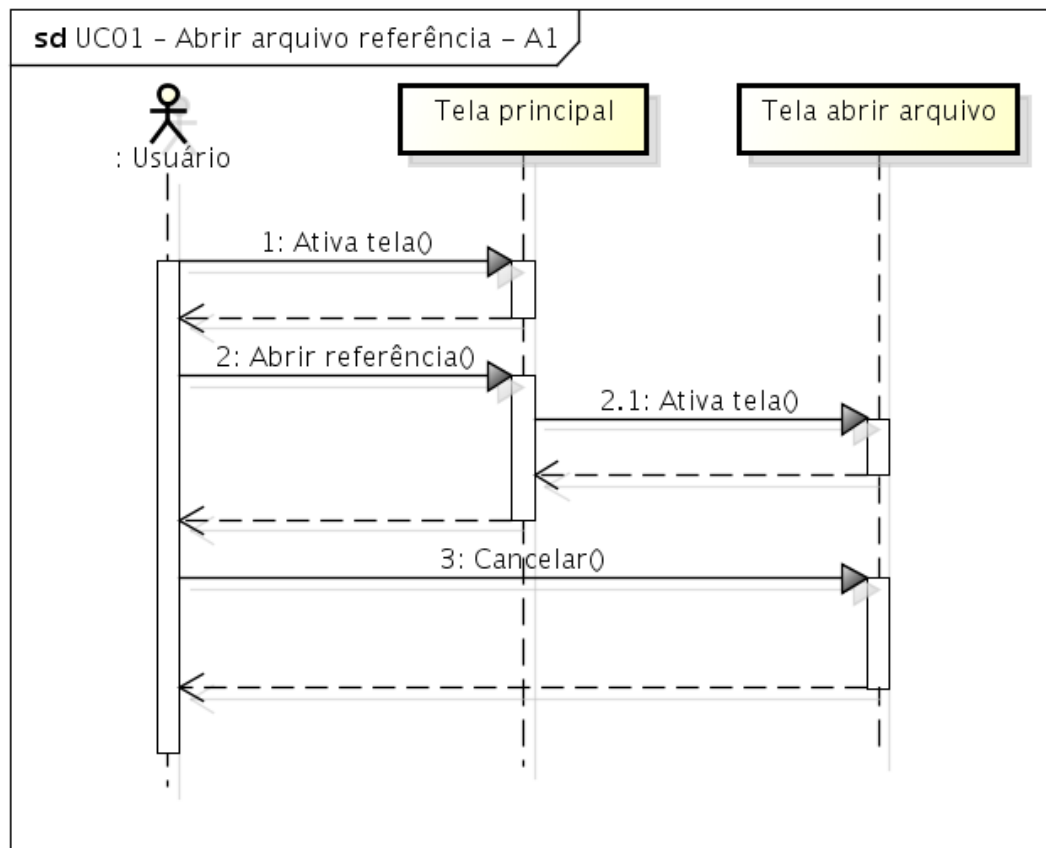 sd UC01 – Abrir arquivo referência – A1
Tela principal
Tela abrir arquivo
: Usuário
1: Ativa tela()
2: Abrir referência()
2.1: Ativa tela()
3: Cancelar()